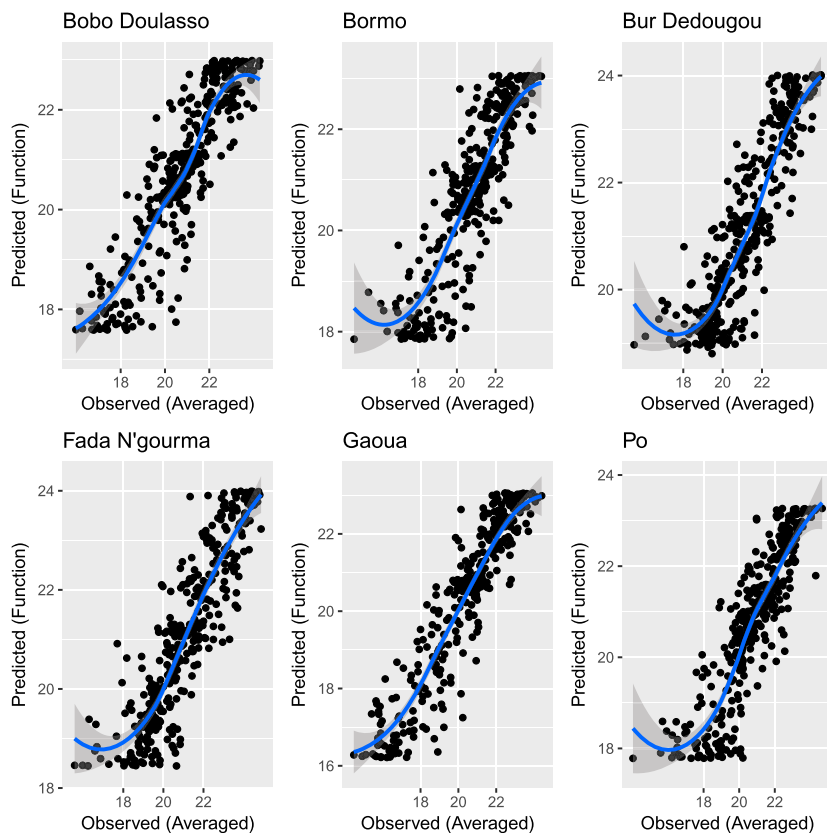 Bobo Doulasso
Predicted (Function)
22
20
18
18 20 22
Observed (Averaged)
Bormo
Predicted (Function)
22
20
18
18 20 22
Observed (Averaged)
Bur Dedougou
Predicted (Function)
24
22
20
18 20 22
Observed (Averaged)
Fada N'gourma
Predicted (Function)
24
22
20
18
18 20 22
Observed (Averaged)
Gaoua
Predicted (Function)
22
20
18
16
18 20 22
Observed (Averaged)
Po
Predicted (Function)
24
22
20
18
18 20 22
Observed (Averaged)